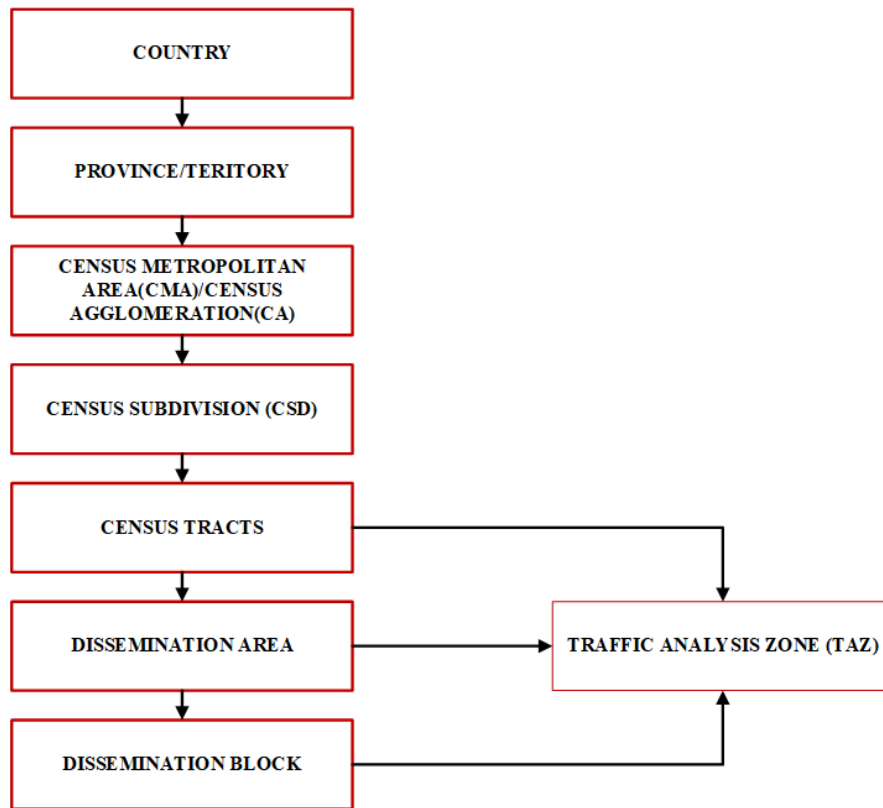 COUNTRY
PROVINCE/TERITORY
CENSUS METROPOLITAN
AREA(CMA)/CENSUS
AGGLOMERATION(CA)
CENSUS SUBDIVISION (CSD)
CENSUS TRACTS
DISSEMINATION AREA
TRAFFIC ANALYSIS ZONE (TAZ)
DISSEMINATION BLOCK